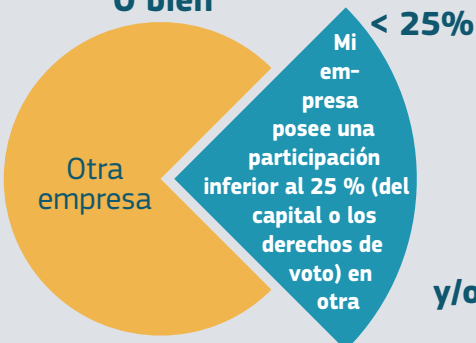 O bien
< 25%
Mi
em-
presa
posee una
participación
inferior al 25 % (del
capital o los
derechos de
voto) en
otra
Otra
empresa
y/o